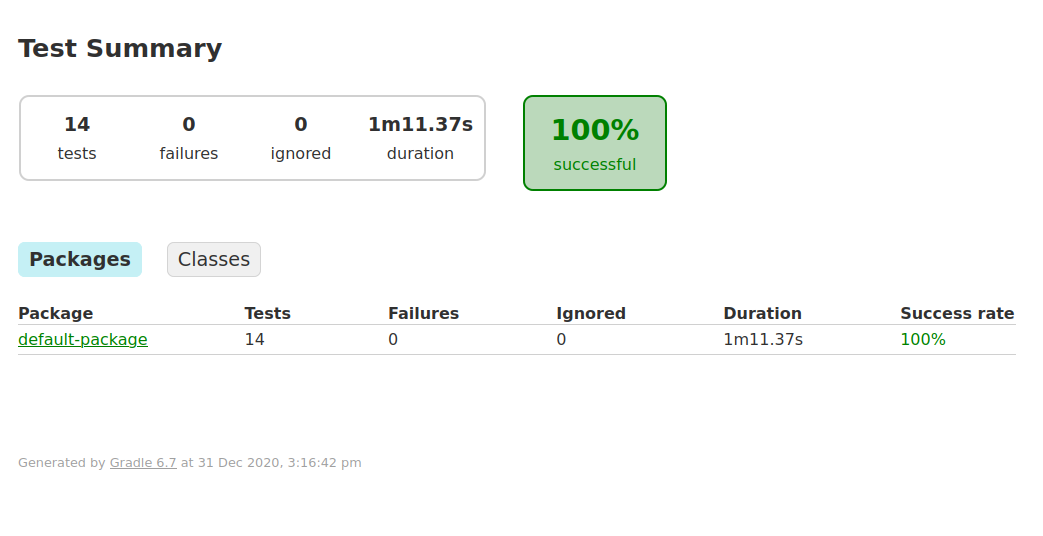 Test Summary
14 0 0 1m11.37s
tests failures ignored duration
100%
successful
Packages Classes
Package Tests Failures Ignored Duration Success rate
default-package 14 0 0 1m11.37s 100%
Generated by Gradle 6.7 at 31 Dec 2020, 3:16:42 pm